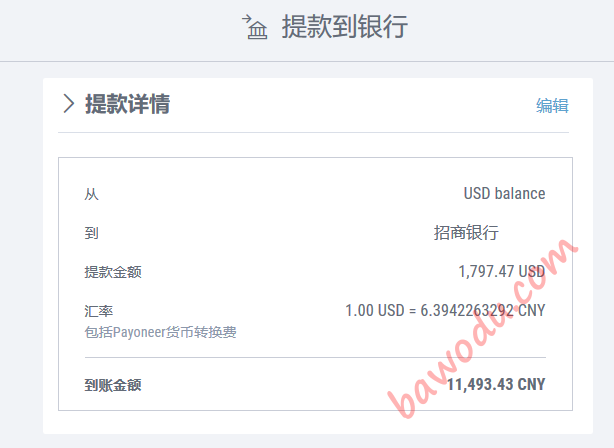 提款到银行
提款详情 编辑
从 USD balance
到 招商银行
提款金额 1,797.47 USD
汇率 1.00 USD = 6.3942263292 CNY
包括Payoneer货币转换费
到账金额 11,493.43 CNY
bawodu.com